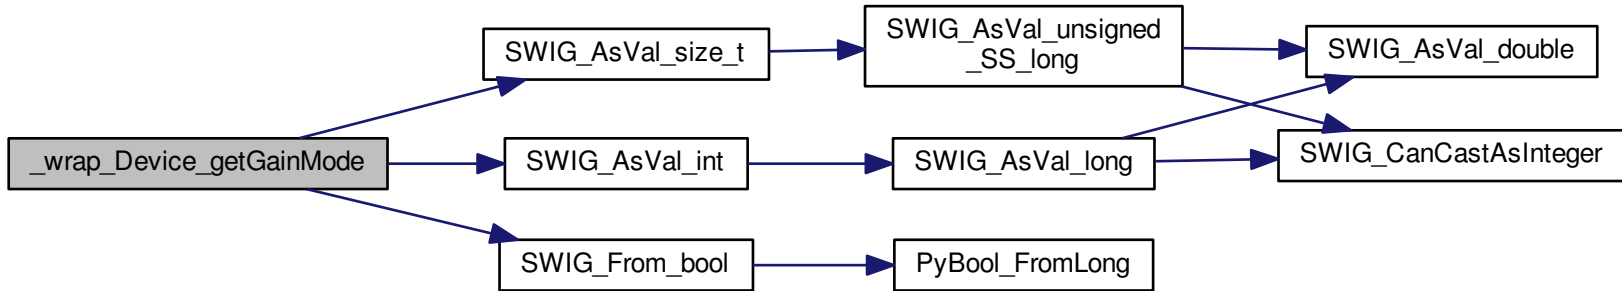 _wrap_Device_getGainMode
SWIG_AsVal_size_t
SWIG_AsVal_int
SWIG_From_bool
SWIG_AsVal_unsigned
_SS_long
SWIG_AsVal_long
PyBool_FromLong
SWIG_AsVal_double
SWIG_CanCastAsInteger